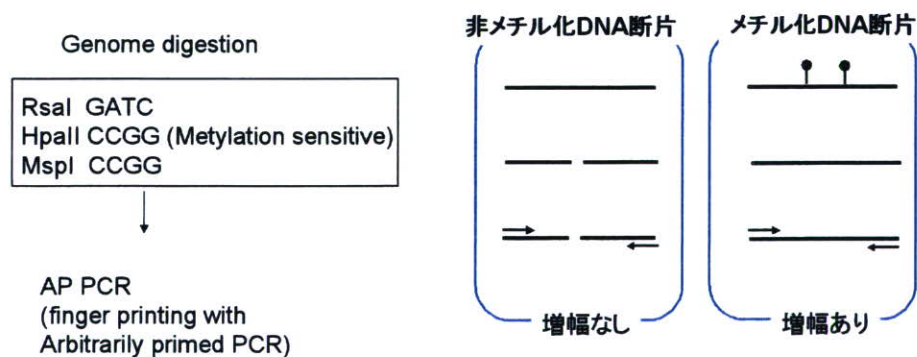 Genome digestion
RsaI GATC
HpaII CCGG (Metylation sensitive)
MspI CCGG
AP PCR
(finger printing with
Arbitrarily primed PCR)
非メチル化DNA断片
増幅なし
メチル化DNA断片
増幅あり